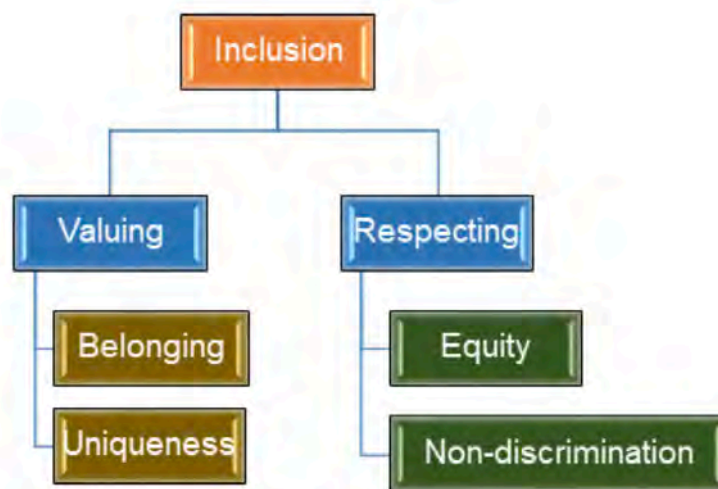 Inclusion
Valuing
Respecting
Belonging
Equity
Uniqueness
Non-discrimination